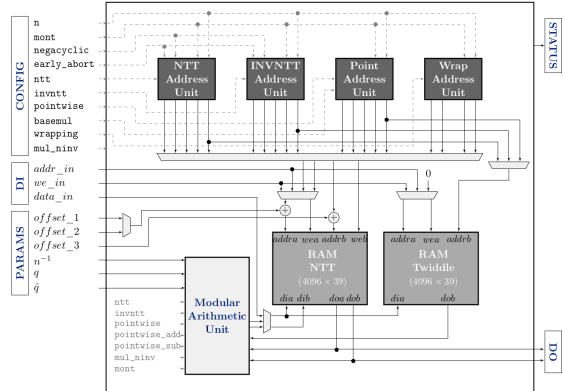 n
mont
negacyclic
early_abort
ntt
invntt
pointwise
basemul
wrapping
mul_ninv
CONFIG
NTT
Address
Unit
INVNTT
Address
Unit
Point
Address
Unit
Wrap
Address
Unit
STATUS
DI
addr_in
we_in
data_in
0
PARAMS
offset_1
offset_2
offset_3
n⁻¹
q
q̂
addra wea addrb web
RAM
NTT
(4096 × 39)
dia dib doa dob
addra wea addrb
RAM
Twiddle
(4096 × 39)
dia dob
Modular
Arithmetic
Unit
ntt
invntt
pointwise
pointwise_add
pointwise_sub
mul_ninv
mont
DO